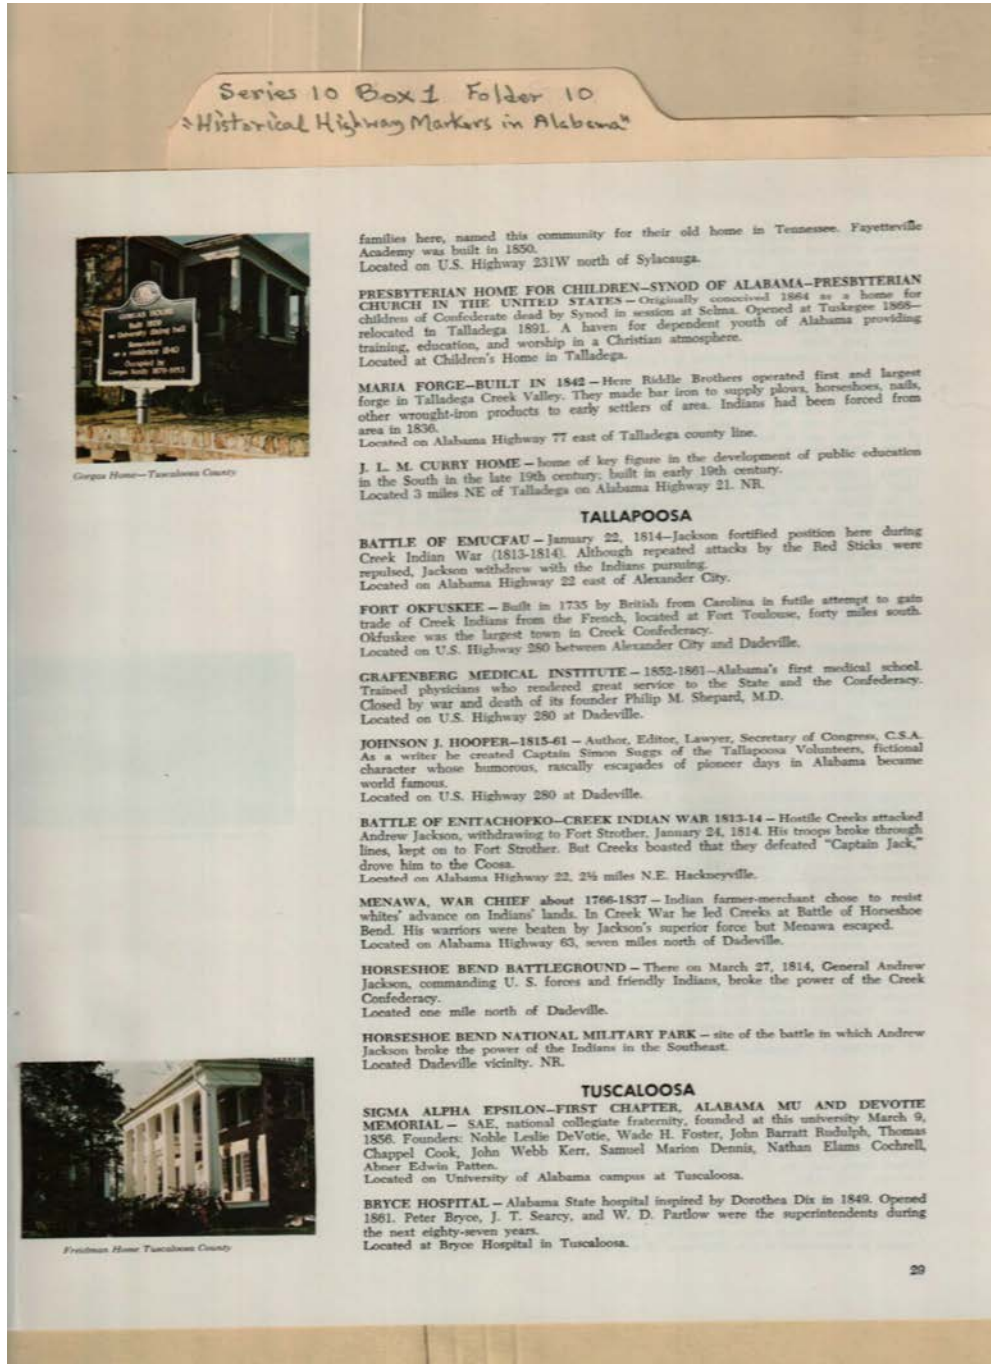 Series 10 Box 1 Folder 10
"Historical Highway Markers in Alabama"
families here, named this community for their old home in Tennessee. Fayetteville
Academy was built in 1850.
Located on U.S. Highway 231W north of Sylacauga.
PRESBYTERIAN HOME FOR CHILDREN–SYNOD OF ALABAMA–PRESBYTERIAN
CHURCH IN THE UNITED STATES – Originally conceived 1864 as a home for
children of Confederate dead by Synod in session at Selma. Opened at Tuskegee 1868–
relocated in Talladega 1891. A haven for dependent youth of Alabama providing
training, education, and worship in a Christian atmosphere.
Located at Children's Home in Talladega.
MARIA FORGE–BUILT IN 1842 – Here Riddle Brothers operated first and largest
forge in Talladega Creek Valley. They made bar iron to supply plows, horseshoes, nails,
other wrought-iron products to early settlers of area. Indians had been forced from
area in 1836.
Located on Alabama Highway 77 east of Talladega county line.
J. L. M. CURRY HOME – home of key figure in the development of public education
in the South in the late 19th century; built in early 19th century.
Located 3 miles NE of Talladega on Alabama Highway 21. NR.
TALLAPOOSA
BATTLE OF EMUCFAU – January 22, 1814–Jackson fortified position here during
Creek Indian War (1813-1814). Although repeated attacks by the Red Sticks were
repulsed, Jackson withdrew with the Indians pursuing.
Located on Alabama Highway 22 east of Alexander City.
FORT OKFUSKEE – Built in 1735 by British from Carolina in futile attempt to gain
trade of Creek Indians from the French, located at Fort Toulouse, forty miles south.
Okfuskee was the largest town in Creek Confederacy.
Located on U.S. Highway 280 between Alexander City and Dadeville.
GRAFENBERG MEDICAL INSTITUTE – 1852-1861–Alabama's first medical school.
Trained physicians who rendered great service to the State and the Confederacy.
Closed by war and death of its founder Philip M. Shepard, M.D.
Located on U.S. Highway 280 at Dadeville.
JOHNSON J. HOOPER–1815-61 – Author, Editor, Lawyer, Secretary of Congress, C.S.A.
As a writer he created Captain Simon Suggs of the Tallapoosa Volunteers, fictional
character whose humorous, rascally escapades of pioneer days in Alabama became
world famous.
Located on U.S. Highway 280 at Dadeville.
BATTLE OF ENITACHOPKO–CREEK INDIAN WAR 1813-14 – Hostile Creeks attacked
Andrew Jackson, withdrawing to Fort Strother, January 24, 1814. His troops broke through
lines, kept on to Fort Strother. But Creeks boasted that they defeated "Captain Jack,"
drove him to the Coosa.
Located on Alabama Highway 22, 2½ miles N.E. Hackneyville.
MENAWA, WAR CHIEF about 1766-1837 – Indian farmer-merchant chose to resist
whites' advance on Indians' lands. In Creek War he led Creeks at Battle of Horseshoe
Bend. His warriors were beaten by Jackson's superior force but Menawa escaped.
Located on Alabama Highway 63, seven miles north of Dadeville.
HORSESHOE BEND BATTLEGROUND – There on March 27, 1814, General Andrew
Jackson, commanding U. S. forces and friendly Indians, broke the power of the Creek
Confederacy.
Located one mile north of Dadeville.
HORSESHOE BEND NATIONAL MILITARY PARK – site of the battle in which Andrew
Jackson broke the power of the Indians in the Southeast.
Located Dadeville vicinity. NR.
TUSCALOOSA
SIGMA ALPHA EPSILON–FIRST CHAPTER, ALABAMA MU AND DEVOTIE
MEMORIAL – SAE, national collegiate fraternity, founded at this university March 9,
1856. Founders: Noble Leslie DeVotie, Wade H. Foster, John Barratt Rudulph, Thomas
Chappel Cook, John Webb Kerr, Samuel Marion Dennis, Nathan Elams Cochrell,
Abner Edwin Patten.
Located on University of Alabama campus at Tuscaloosa.
BRYCE HOSPITAL – Alabama State hospital inspired by Dorothea Dix in 1849. Opened
1861. Peter Bryce, J. T. Searcy, and W. D. Partlow were the superintendents during
the next eighty-seven years.
Located at Bryce Hospital in Tuscaloosa.
29
GORGAS HOUSE
Built 1829
as University dining hall
Remodeled
as a residence 1840
Occupied by
Gorgas family 1879-1953
Gorgas Home—Tuscaloosa County
Freidman Home Tuscaloosa County